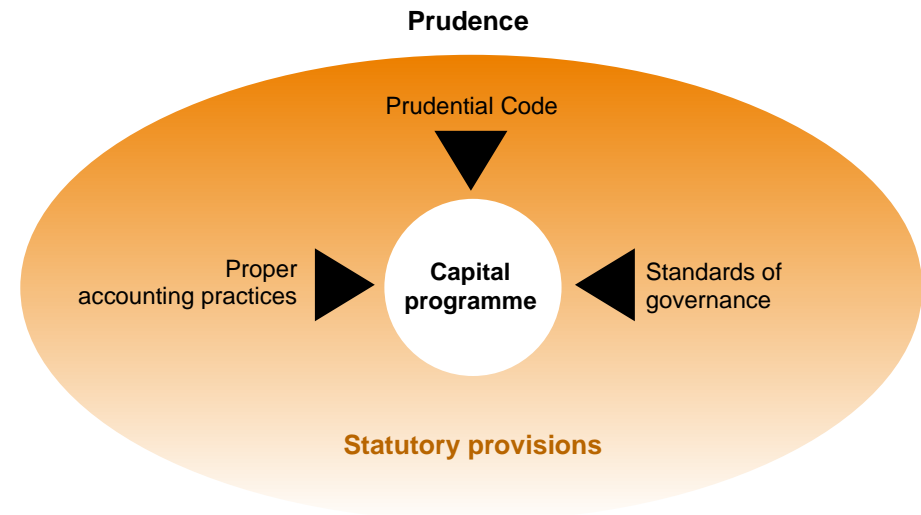 Prudence
Prudential Code
Proper
accounting practices
Capital
programme
Standards of
governance
Statutory provisions